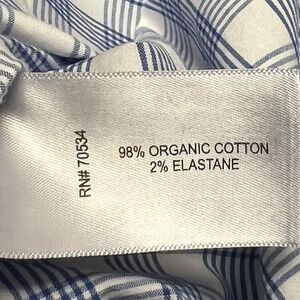 RN# 70534
98% ORGANIC COTTON
2% ELASTANE